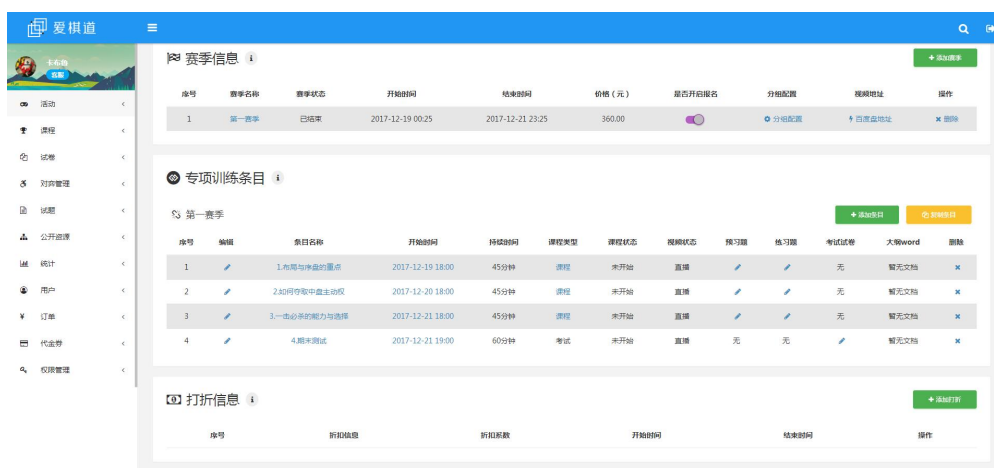 爱棋道
卡布奇
客服
活动
课程
试卷
对弈管理
试题
公开资源
统计
用户
订单
代金券
权限管理
赛季信息
+ 添加赛季
序号 赛季名称 赛季状态 开始时间 结束时间 价格（元） 是否开启报名 分组配置 视频地址 操作
1 第一赛季 已结束 2017-12-19 00:25 2017-12-21 23:25 360.00 分组配置 百度盘地址 删除
专项训练条目
第一赛季
+ 添加条目 复制条目
序号 编辑 条目名称 开始时间 持续时间 课程类型 课程状态 视频状态 预习题 练习题 考试试卷 大纲word 删除
1 1.布局与序盘的重点 2017-12-19 18:00 45分钟 课程 未开始 直播 无 暂无文档
2 2.如何夺取中盘主动权 2017-12-20 18:00 45分钟 课程 未开始 直播 无 暂无文档
3 3.一击必杀的能力与选择 2017-12-21 18:00 45分钟 课程 未开始 直播 无 暂无文档
4 4.期末测试 2017-12-21 19:00 60分钟 考试 未开始 直播 无 无 暂无文档
打折信息
+ 添加打折
序号 折扣信息 折扣系数 开始时间 结束时间 操作